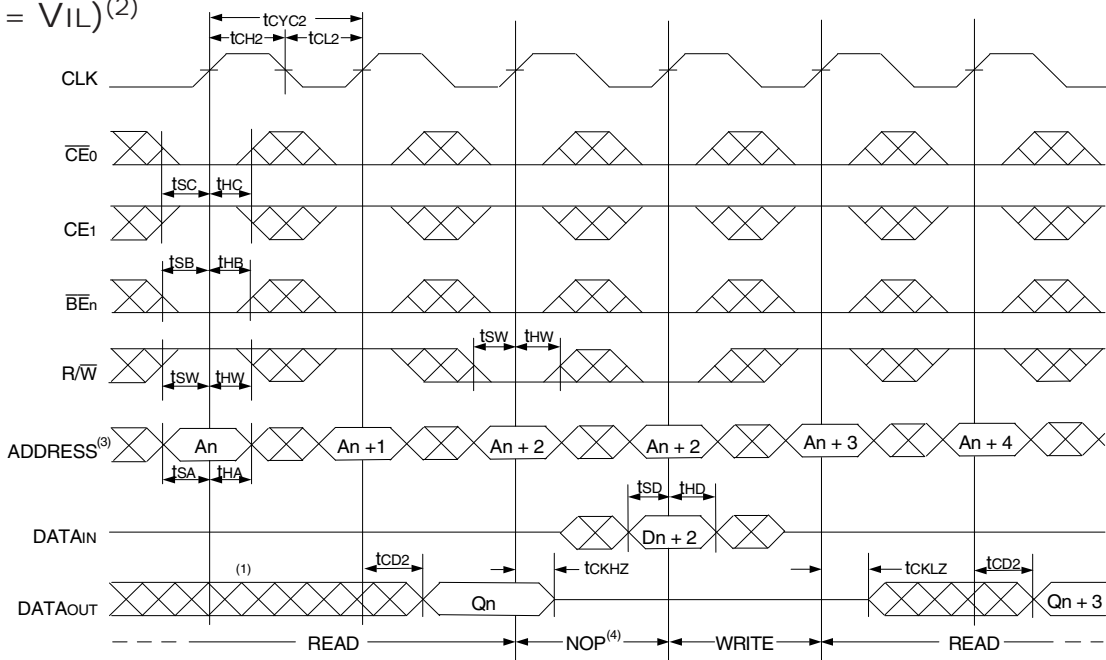 = VIL)(2)
tCYC2
tCH2 tCL2
CLK
CE0
tSC tHC
CE1
tSB tHB
BEn
tSW tHW
R/W
tSW tHW
ADDRESS(3) An An +1 An + 2 An + 2 An + 3 An + 4
tSA tHA
tSD tHD
DATAIN Dn + 2
(1) tCD2 tCKHZ tCKLZ tCD2
DATAOUT Qn Qn + 3
READ NOP(4) WRITE READ